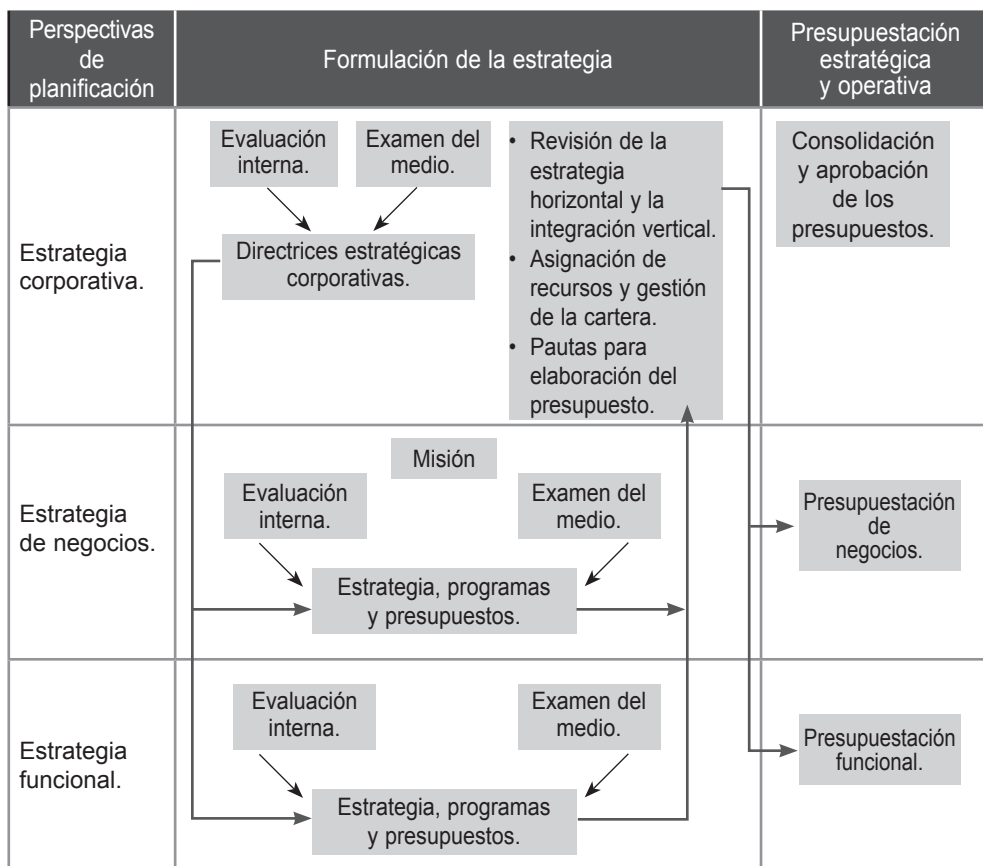 Perspectivas
de
planificación
Formulación de la estrategia
Presupuestación
estratégica
y operativa
Estrategia
corporativa.
Evaluación
interna.
Examen del
medio.
Directrices estratégicas
corporativas.
• Revisión de la
estrategia
horizontal y la
integración vertical.
• Asignación de
recursos y gestión
de la cartera.
• Pautas para
elaboración del
presupuesto.
Consolidación
y aprobación
de los
presupuestos.
Estrategia
de negocios.
Misión
Evaluación
interna.
Examen del
medio.
Estrategia, programas
y presupuestos.
Presupuestación
de
negocios.
Estrategia
funcional.
Evaluación
interna.
Examen del
medio.
Estrategia, programas
y presupuestos.
Presupuestación
funcional.